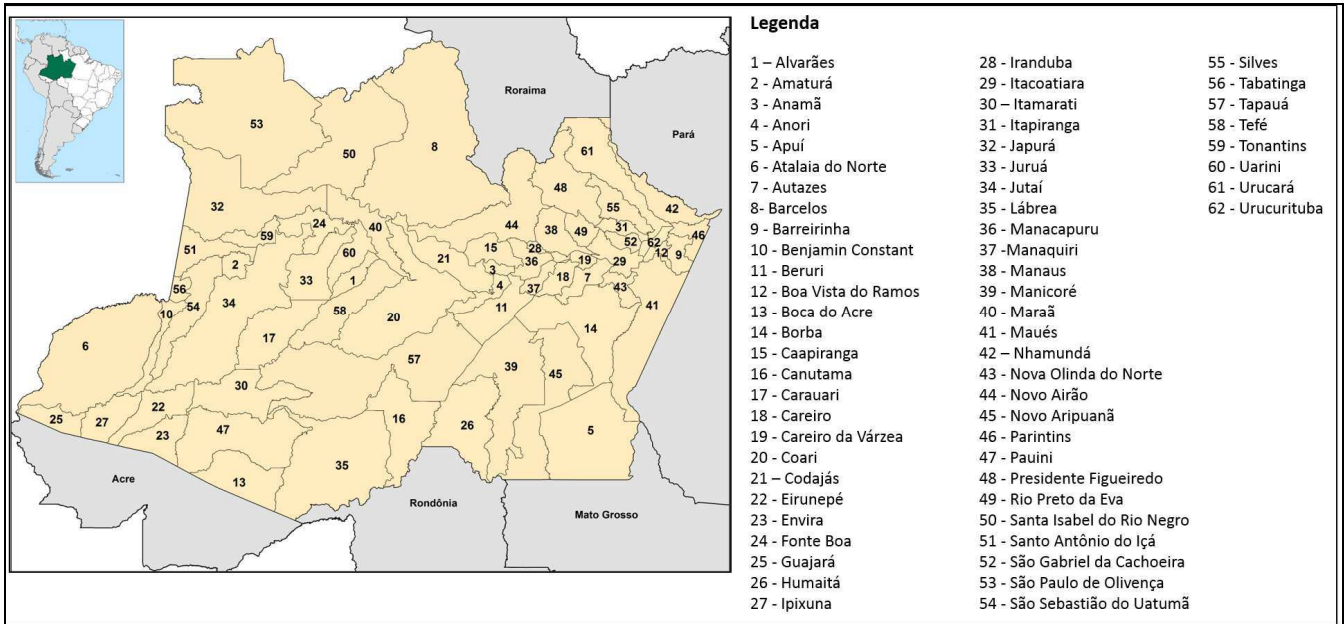 Legenda
1 – Alvarães
2 - Amaturá
3 - Anamã
4 - Anori
5 - Apuí
6 - Atalaia do Norte
7 - Autazes
8- Barcelos
9 - Barreirinha
10 - Benjamin Constant
11 - Beruri
12 - Boa Vista do Ramos
13 - Boca do Acre
14 - Borba
15 - Caapiranga
16 - Canutama
17 - Carauari
18 - Careiro
19 - Careiro da Várzea
20 - Coari
21 – Codajás
22 - Eirunepé
23 - Envira
24 - Fonte Boa
25 - Guajará
26 - Humaitá
27 - Ipixuna
28 - Iranduba
29 - Itacoatiara
30 – Itamarati
31 - Itapiranga
32 - Japurá
33 - Juruá
34 - Jutaí
35 - Lábrea
36 - Manacapuru
37 -Manaquiri
38 - Manaus
39 - Manicoré
40 - Maraã
41 - Maués
42 – Nhamundá
43 - Nova Olinda do Norte
44 - Novo Airão
45 - Novo Aripuanã
46 - Parintins
47 - Pauini
48 - Presidente Figueiredo
49 - Rio Preto da Eva
50 - Santa Isabel do Rio Negro
51 - Santo Antônio do Içá
52 - São Gabriel da Cachoeira
53 - São Paulo de Olivença
54 - São Sebastião do Uatumã
55 - Silves
56 - Tabatinga
57 - Tapauá
58 - Tefé
59 - Tonantins
60 - Uarini
61 - Urucará
62 - Urucurituba
Roraima
Pará
53
50
8
61
48
42
32
24
40
44
38
49
55
31
46
59
51
2
60
21
15
28
36
52
62
12
9
19
29
56
54
34
33
1
3
4
37
18
7
43
41
10
58
20
11
14
6
17
57
39
45
30
22
25
27
23
47
16
26
5
35
13
Acre
Rondônia
Mato Grosso